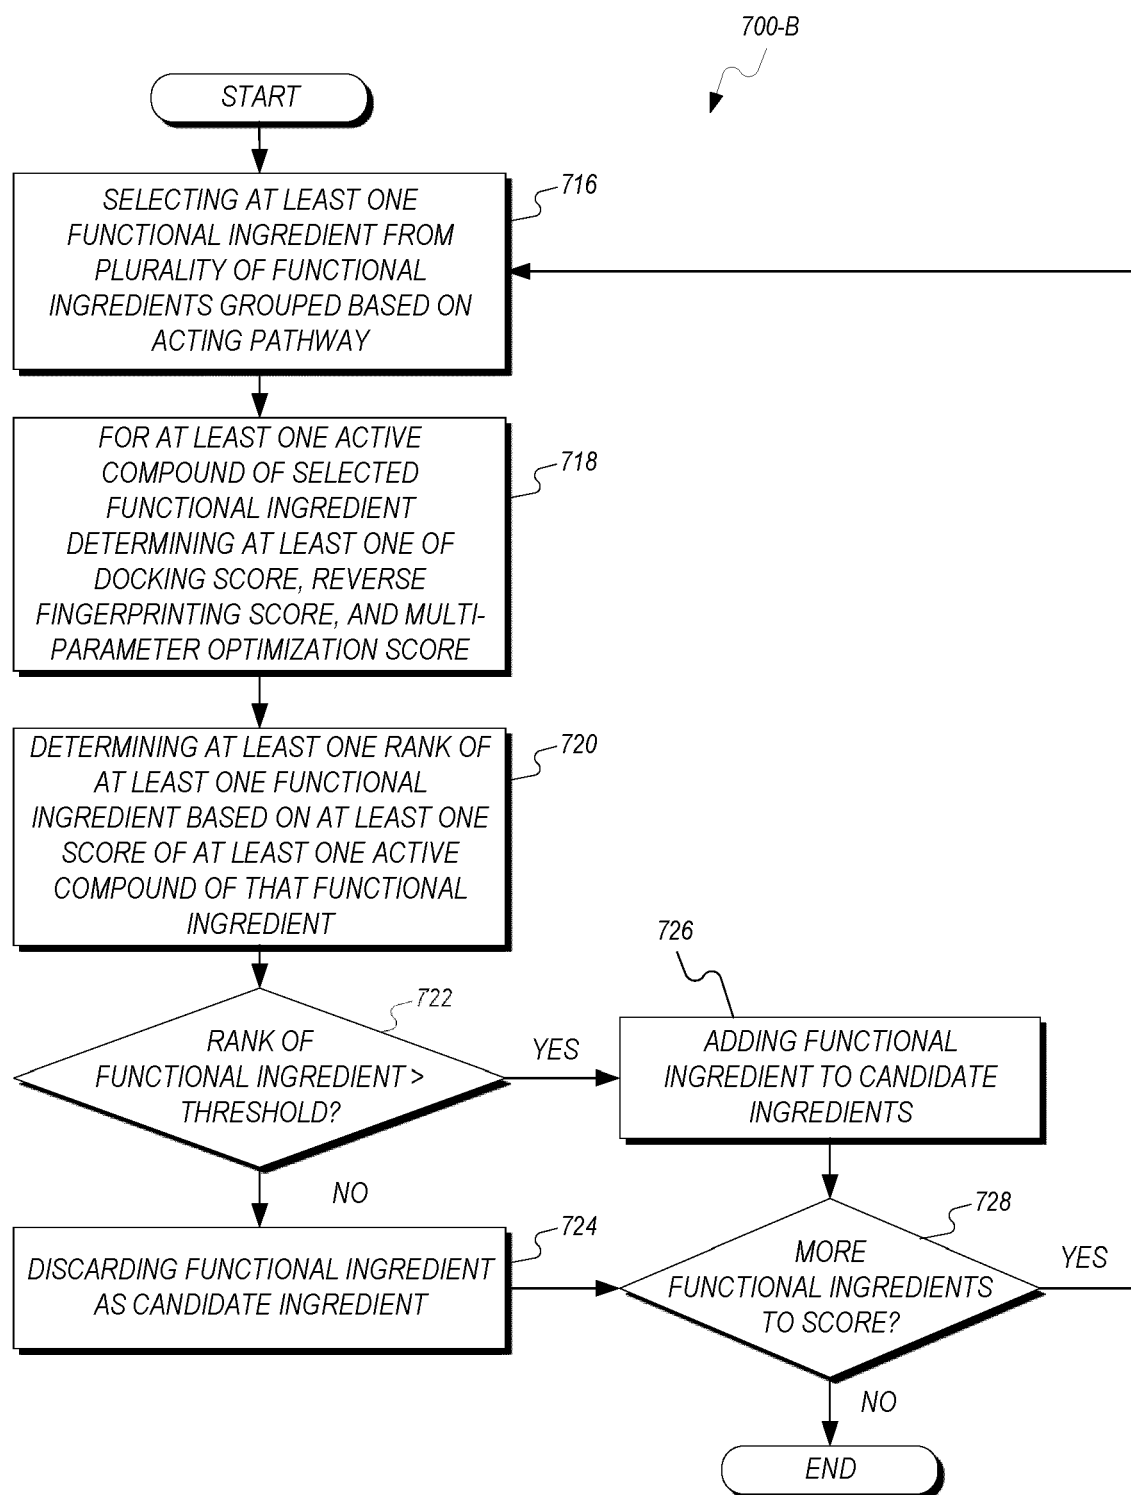 700-B
START
716
SELECTING AT LEAST ONE
FUNCTIONAL INGREDIENT FROM
PLURALITY OF FUNCTIONAL
INGREDIENTS GROUPED BASED ON
ACTING PATHWAY
718
FOR AT LEAST ONE ACTIVE
COMPOUND OF SELECTED
FUNCTIONAL INGREDIENT
DETERMINING AT LEAST ONE OF
DOCKING SCORE, REVERSE
FINGERPRINTING SCORE, AND MULTI-
PARAMETER OPTIMIZATION SCORE
720
DETERMINING AT LEAST ONE RANK OF
AT LEAST ONE FUNCTIONAL
INGREDIENT BASED ON AT LEAST ONE
SCORE OF AT LEAST ONE ACTIVE
COMPOUND OF THAT FUNCTIONAL
INGREDIENT
722
RANK OF
FUNCTIONAL INGREDIENT >
THRESHOLD?
YES
NO
726
ADDING FUNCTIONAL
INGREDIENT TO CANDIDATE
INGREDIENTS
724
DISCARDING FUNCTIONAL INGREDIENT
AS CANDIDATE INGREDIENT
728
MORE
FUNCTIONAL INGREDIENTS
TO SCORE?
YES
NO
END